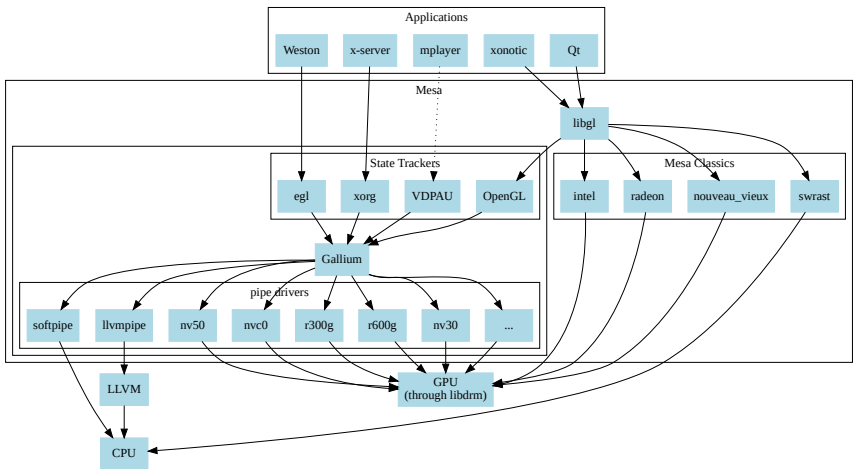 Applications
Weston
x-server
mplayer
xonotic
Qt
Mesa
libgl
State Trackers
Mesa Classics
egl
xorg
VDPAU
OpenGL
intel
radeon
nouveau_vieux
swrast
Gallium
pipe drivers
softpipe
llvmpipe
nv50
nvc0
r300g
r600g
nv30
...
LLVM
GPU
(through libdrm)
CPU